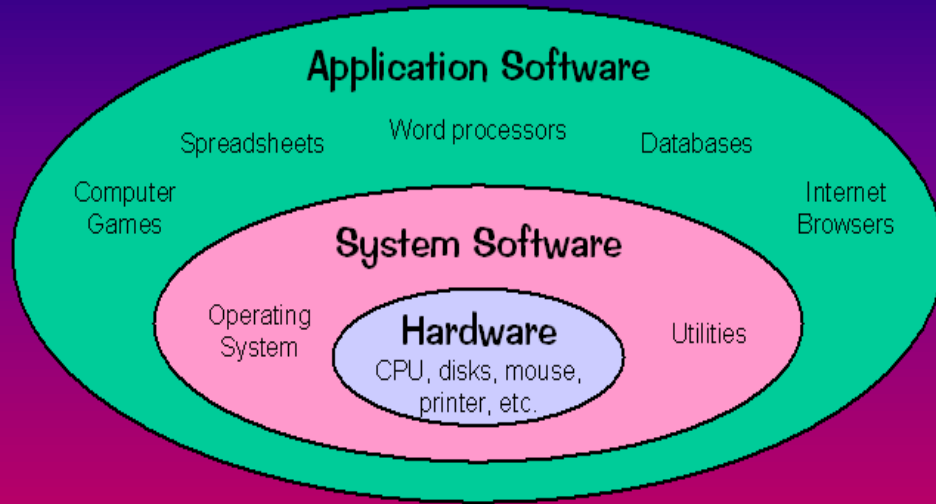 Application Software
Word processors
Spreadsheets
Databases
Computer
Games
Internet
Browsers
System Software
Operating
System
Utilities
Hardware
CPU, disks, mouse,
printer, etc.